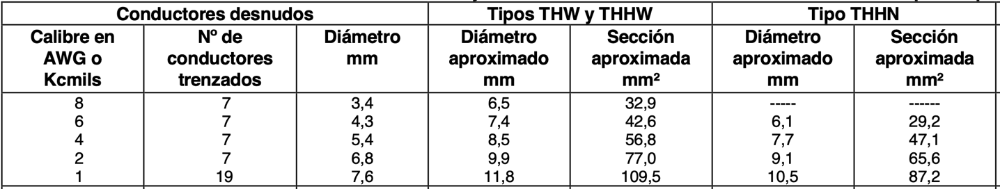 Conductores desnudos Tipos THW y THHW Tipo THHN
Calibre en Nº de Diámetro Diámetro Sección Diámetro Sección
AWG o conductores mm aproximado aproximada aproximado aproximada
Kcmils trenzados mm mm² mm mm²
8 7 3,4 6,5 32,9 ----- ------
6 7 4,3 7,4 42,6 6,1 29,2
4 7 5,4 8,5 56,8 7,7 47,1
2 7 6,8 9,9 77,0 9,1 65,6
1 19 7,6 11,8 109,5 10,5 87,2